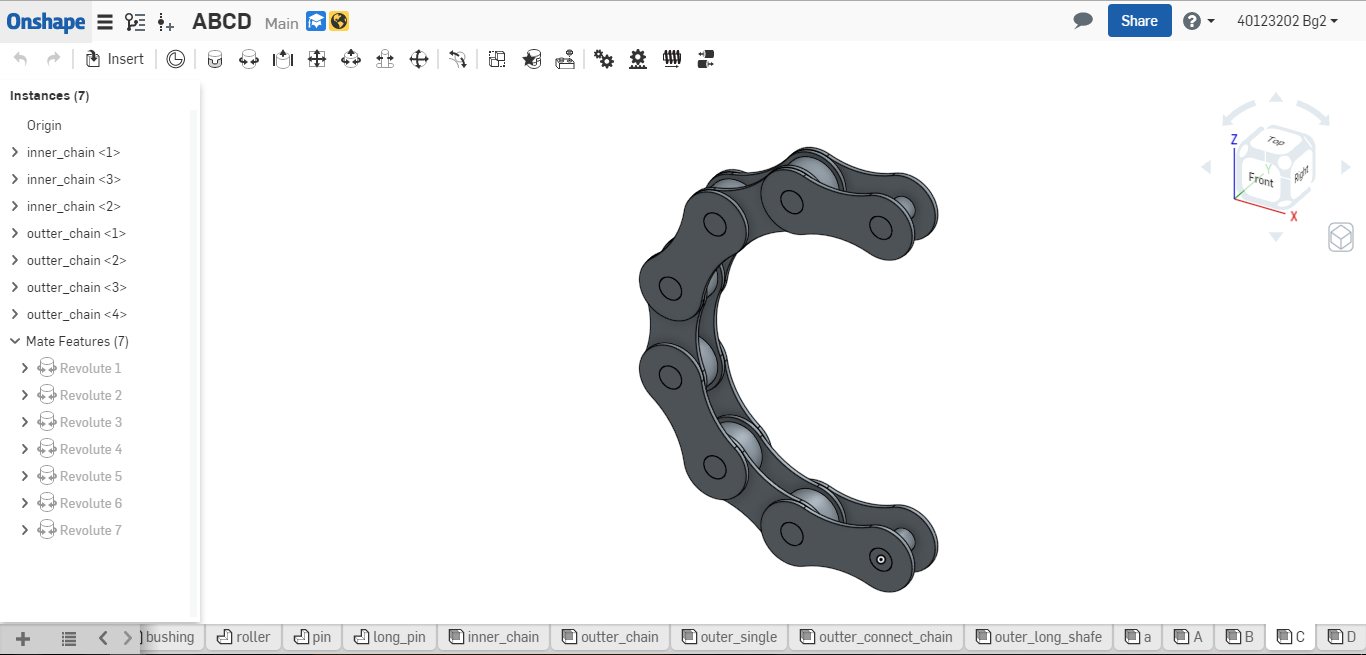 Onshape ABCD Main Share 40123202 Bg2
Insert
Instances (7)
Origin
inner_chain <1>
inner_chain <3>
inner_chain <2>
outter_chain <1>
outter_chain <2>
outter_chain <3>
outter_chain <4>
Mate Features (7)
Revolute 1
Revolute 2
Revolute 3
Revolute 4
Revolute 5
Revolute 6
Revolute 7
Top
Front
Right
Z
Y
X
bushing roller pin long_pin inner_chain outter_chain outer_single outter_connect_chain outer_long_shafe a A B C D